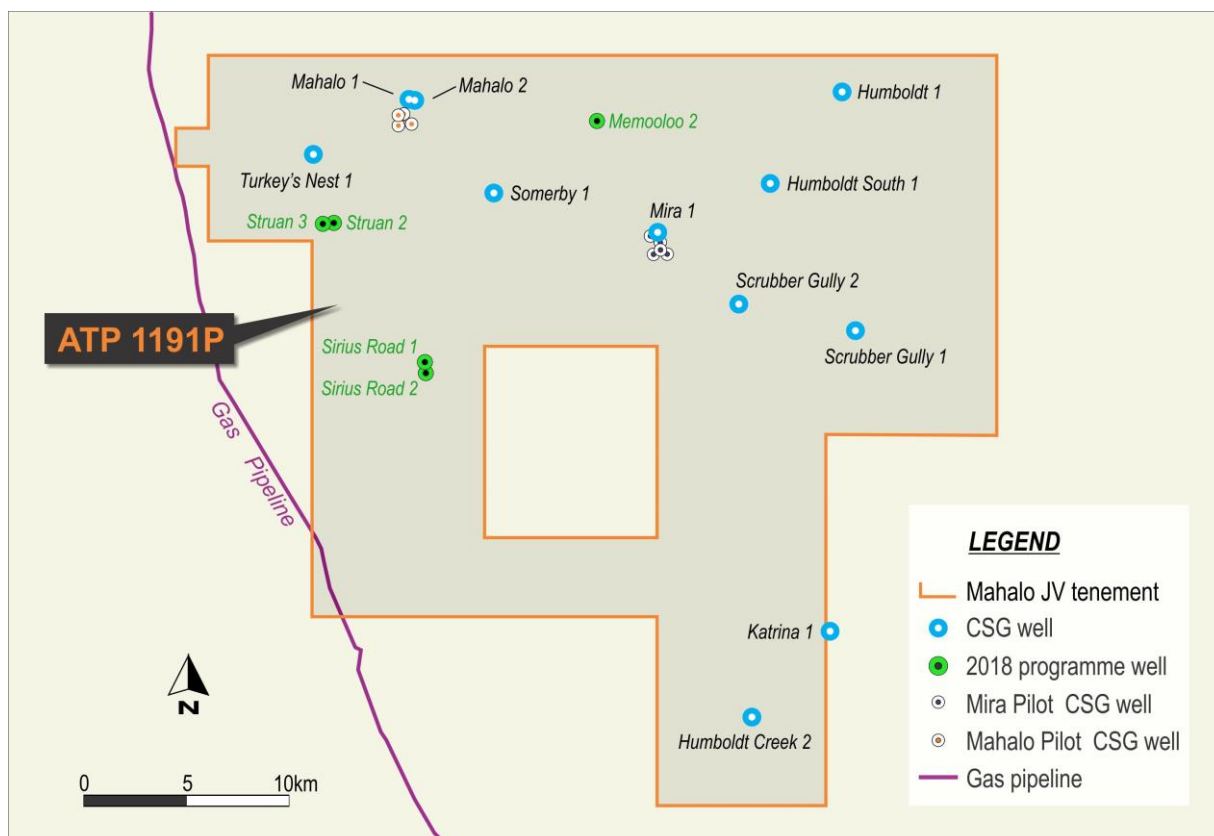 Mahalo 1
Mahalo 2
Humboldt 1
Memooloo 2
Turkey's Nest 1
Somerby 1
Humboldt South 1
Struan 3
Struan 2
Mira 1
Scrubber Gully 2
ATP 1191P
Sirius Road 1
Scrubber Gully 1
Sirius Road 2
Gas Pipeline
LEGEND
Mahalo JV tenement
CSG well
2018 programme well
Mira Pilot CSG well
Mahalo Pilot CSG well
Gas pipeline
Katrina 1
Humboldt Creek 2
N
0 5 10km